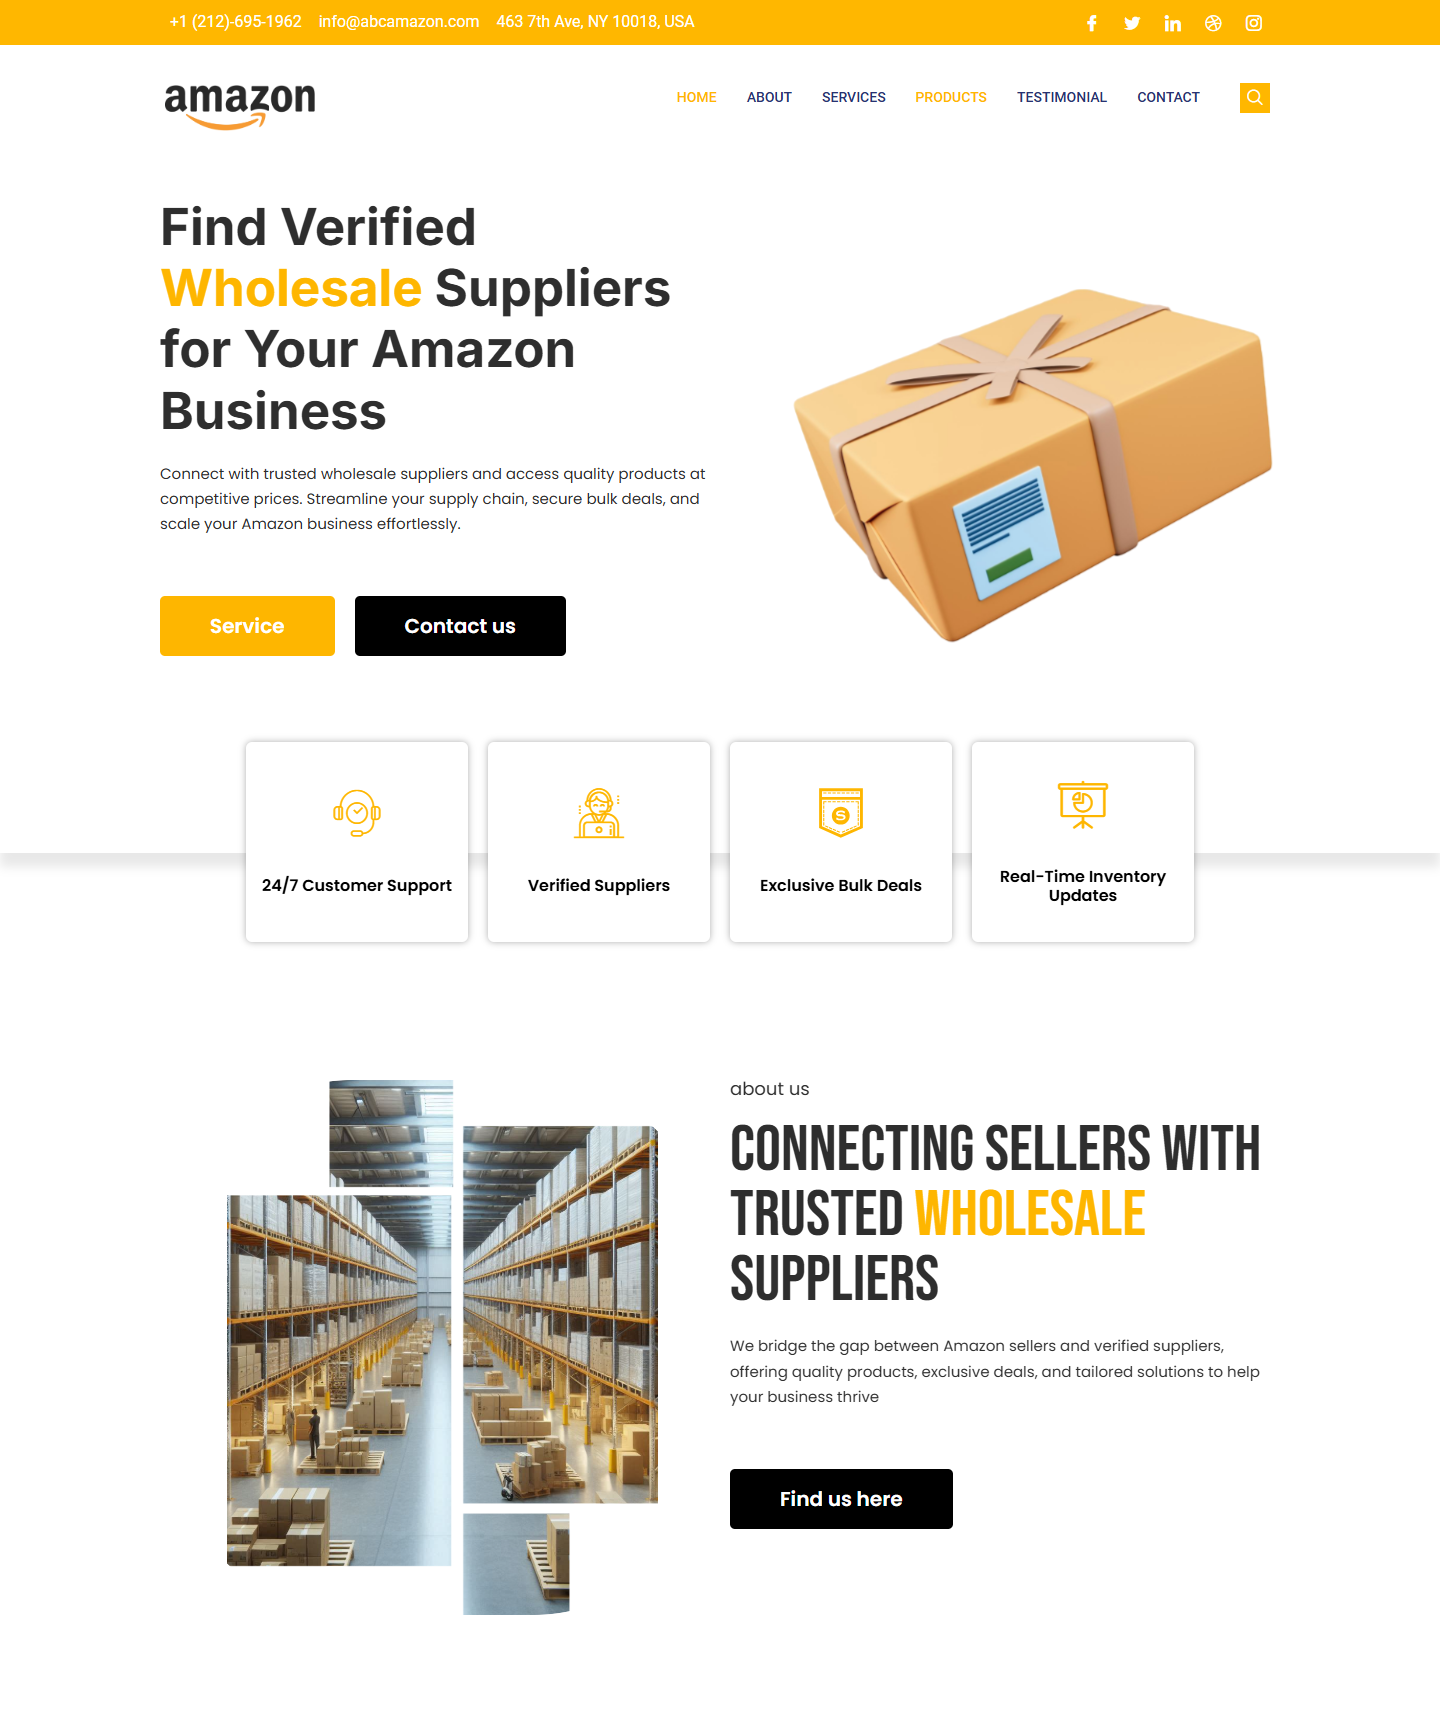 +1 (212)-695-1962 info@abcamazon.com 463 7th Ave, NY 10018, USA
amazon
HOME ABOUT SERVICES PRODUCTS TESTIMONIAL CONTACT
Find Verified
Wholesale Suppliers
for Your Amazon
Business
Connect with trusted wholesale suppliers and access quality products at
competitive prices. Streamline your supply chain, secure bulk deals, and
scale your Amazon business effortlessly.
Service Contact us
24/7 Customer Support
Verified Suppliers
Exclusive Bulk Deals
Real-Time Inventory
Updates
about us
CONNECTING SELLERS WITH
TRUSTED WHOLESALE
SUPPLIERS
We bridge the gap between Amazon sellers and verified suppliers,
offering quality products, exclusive deals, and tailored solutions to help
your business thrive
Find us here